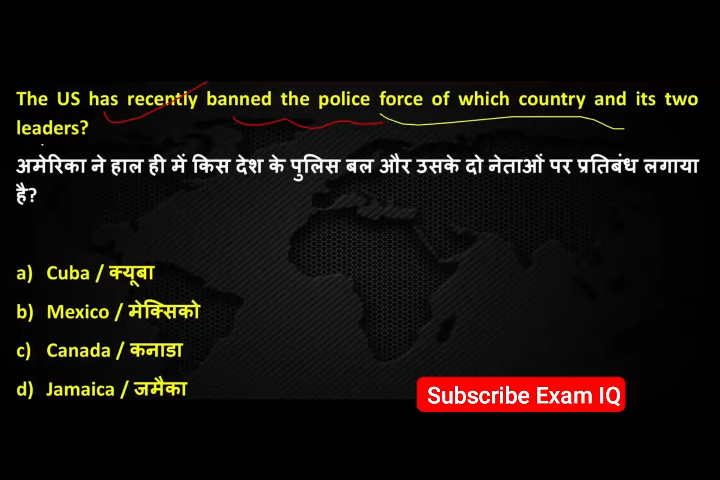 The US has recently banned the police force of which country and its two
leaders?
अमेरिका ने हाल ही में किस देश के पुलिस बल और उसके दो नेताओं पर प्रतिबंध लगाया
है?
a) Cuba / क्यूबा
b) Mexico / मेक्सिको
c) Canada / कनाडा
d) Jamaica / जमैका
Subscribe Exam IQ